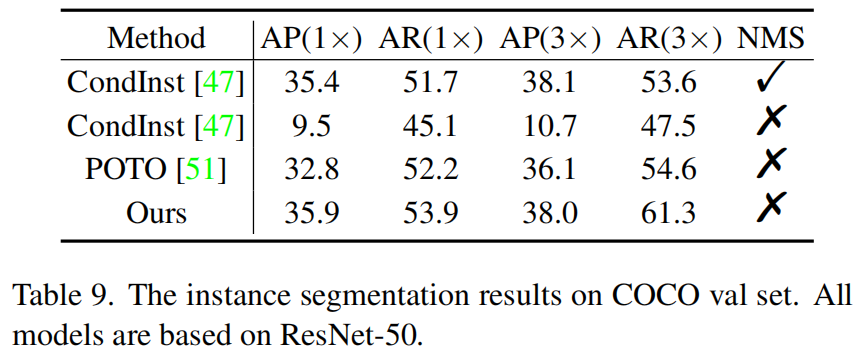 Method AP(1×) AR(1×) AP(3×) AR(3×) NMS
CondInst [47] 35.4 51.7 38.1 53.6 ✓
CondInst [47] 9.5 45.1 10.7 47.5 ✗
POTO [51] 32.8 52.2 36.1 54.6 ✗
Ours 35.9 53.9 38.0 61.3 ✗
Table 9. The instance segmentation results on COCO val set. All
models are based on ResNet-50.